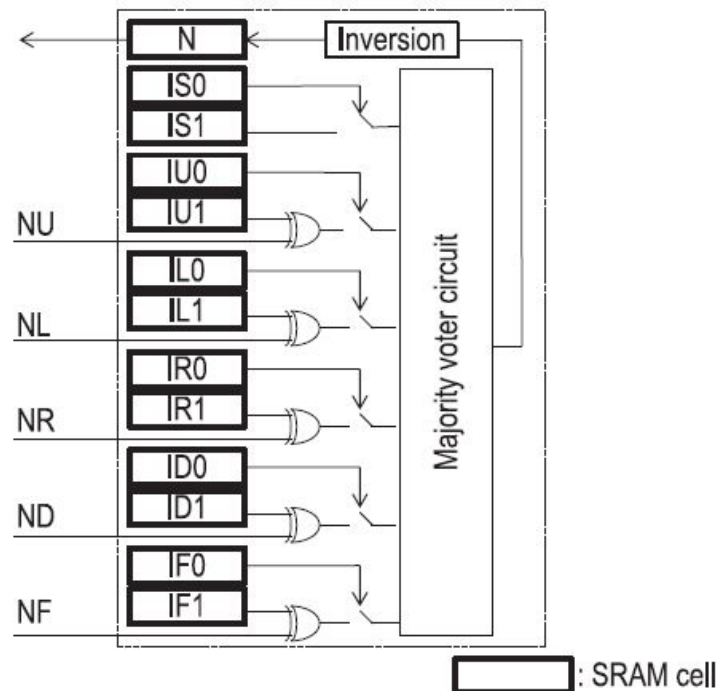 N
Inversion
IS0
IS1
IU0
IU1
NU
IL0
IL1
NL
IR0
IR1
NR
ID0
ID1
ND
IF0
IF1
NF
Majority voter circuit
: SRAM cell